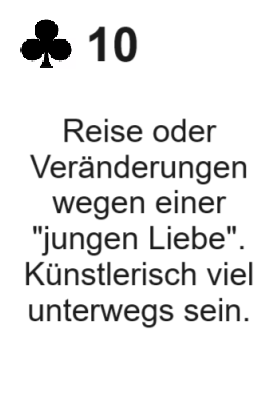 ♣ 10
Reise oder
Veränderungen
wegen einer
"jungen Liebe".
Künstlerisch viel
unterwegs sein.